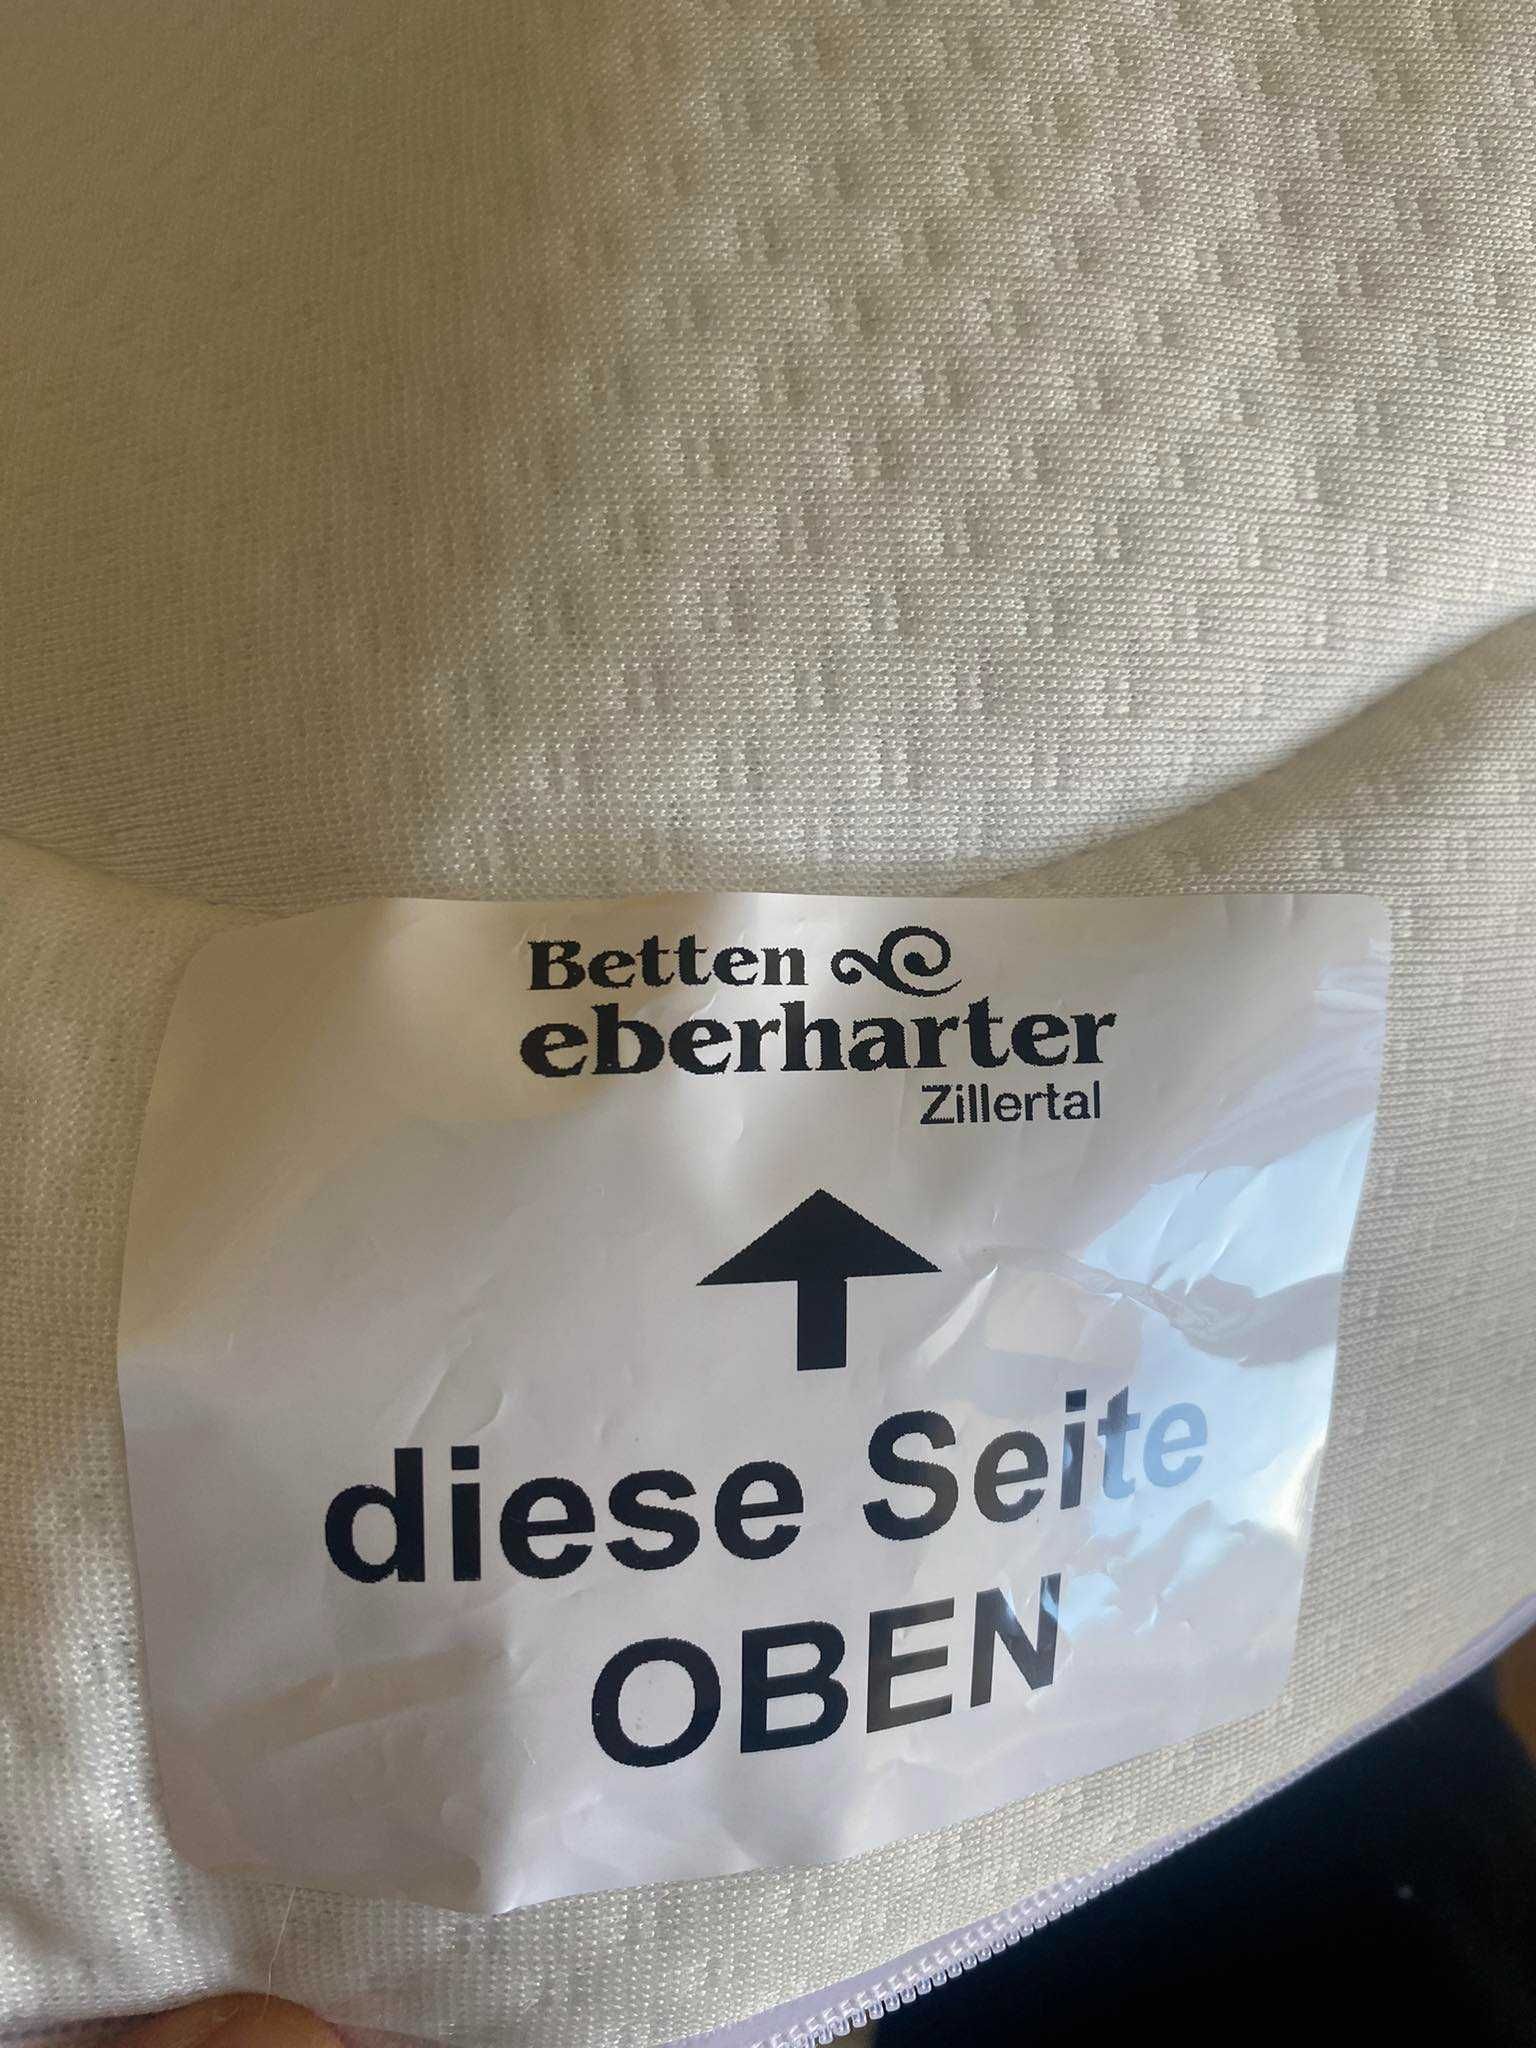 Betten
eberharter
Zillertal
diese Seite
OBEN